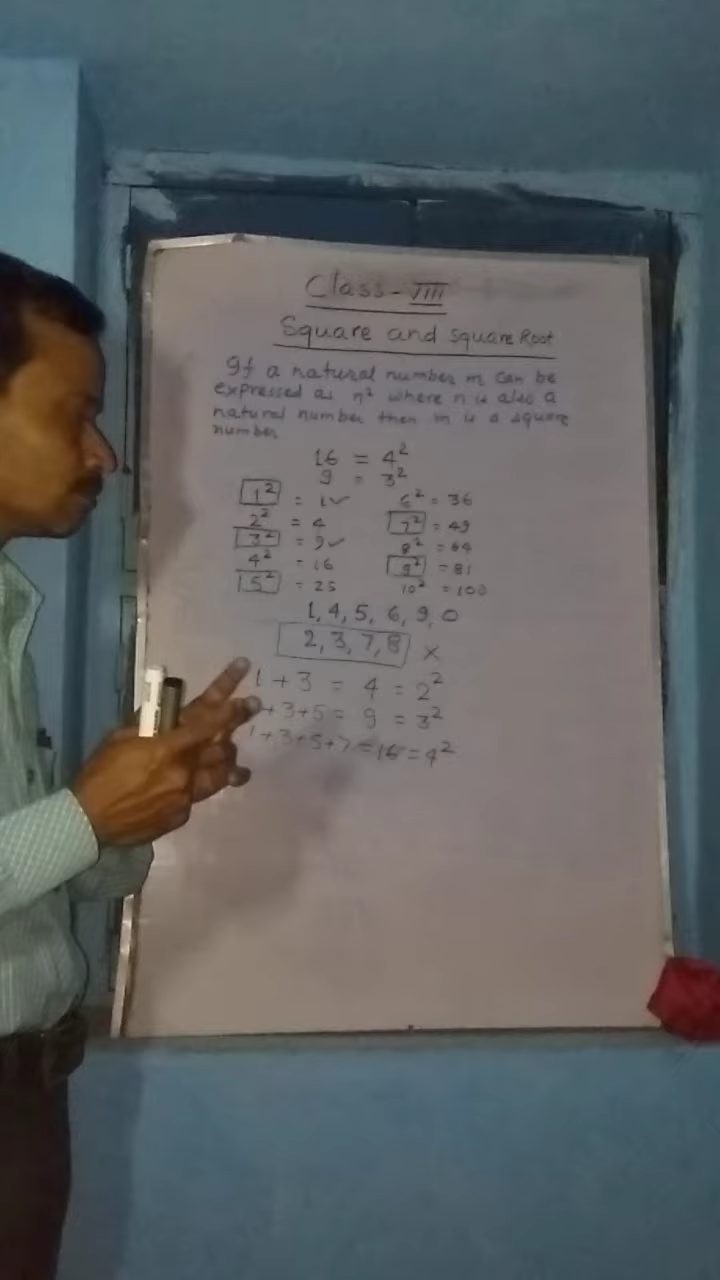 Class - VIII
Square and Square Root
If a natural number m can be
expressed as n² where n is also a
natural number then m is a square
number
16 = 4²
9 = 3²
1² = 1 ✓ 6² = 36
2² = 4 7² = 49
3² = 9 ✓ 8² = 64
4² = 16 9² = 81
5² = 25 10² = 100
1, 4, 5, 6, 9, 0
2, 3, 7, 8 ×
1 + 3 = 4 = 2²
+3+5 = 9 = 3²
1+3+5+7 = 16 = 4²